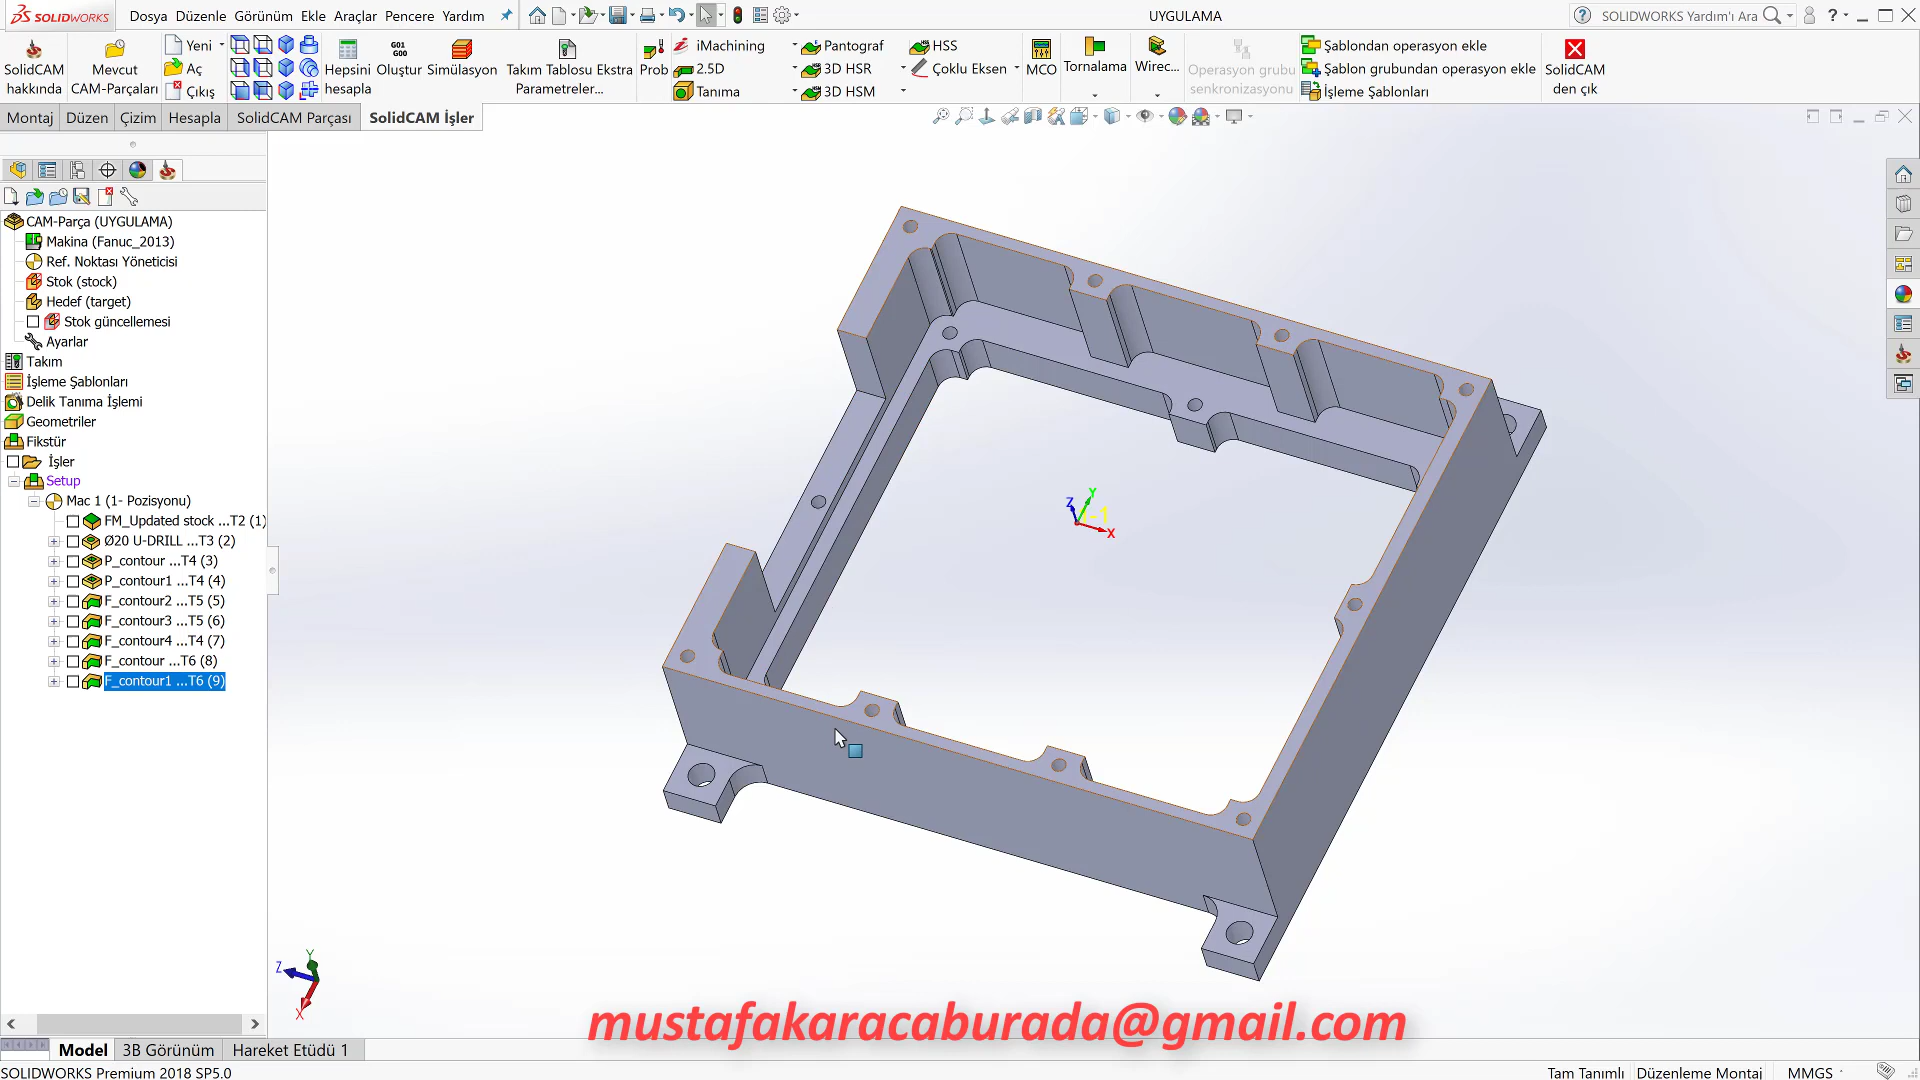 SOLIDWORKS
Dosya Düzenle Görünüm Ekle Araçlar Pencere Yardım
UYGULAMA
SOLIDWORKS Yardım'ı Ara
SolidCAM hakkında
Mevcut CAM-Parçaları
Yeni
Aç
Çıkış
Hepsini hesapla
G01 G00
Oluştur
Simülasyon
Takım Tablosu Ekstra Parametreler...
Prob
iMachining
2.5D
Tanıma
Pantograf
3D HSR
3D HSM
HSS
Çoklu Eksen
MCO
Tornalama
Wirec...
Operasyon grubu senkronizasyonu
Şablondan operasyon ekle
Şablon grubundan operasyon ekle
İşleme Şablonları
SolidCAM den çık
Montaj Düzen Çizim Hesapla SolidCAM Parçası SolidCAM İşler
CAM-Parça (UYGULAMA)
Makina (Fanuc_2013)
Ref. Noktası Yöneticisi
Stok (stock)
Hedef (target)
Stok güncellemesi
Ayarlar
Takım
İşleme Şablonları
Delik Tanıma İşlemi
Geometriler
Fikstür
İşler
Setup
Mac 1 (1- Pozisyonu)
FM_Updated stock ...T2 (1)
Ø20 U-DRILL ...T3 (2)
P_contour ...T4 (3)
P_contour1 ...T4 (4)
F_contour2 ...T5 (5)
F_contour3 ...T5 (6)
F_contour4 ...T4 (7)
F_contour ...T6 (8)
F_contour1 ...T6 (9)
Z Y X
Y Z X
mustafakaracaburada@gmail.com
Model 3B Görünüm Hareket Etüdü 1
SOLIDWORKS Premium 2018 SP5.0
Tam Tanımlı Düzenleme Montaj MMGS